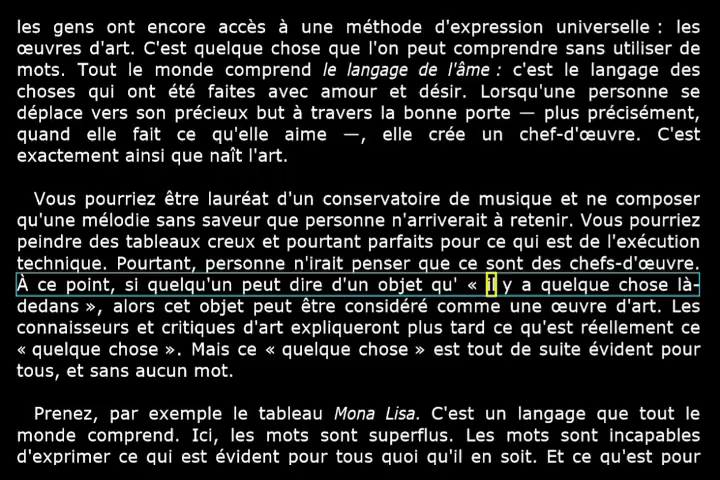 les gens ont encore accès à une méthode d'expression universelle : les
œuvres d'art. C'est quelque chose que l'on peut comprendre sans utiliser de
mots. Tout le monde comprend le langage de l'âme : c'est le langage des
choses qui ont été faites avec amour et désir. Lorsqu'une personne se
déplace vers son précieux but à travers la bonne porte — plus précisément,
quand elle fait ce qu'elle aime —, elle crée un chef-d'œuvre. C'est
exactement ainsi que naît l'art.
Vous pourriez être lauréat d'un conservatoire de musique et ne composer
qu'une mélodie sans saveur que personne n'arriverait à retenir. Vous pourriez
peindre des tableaux creux et pourtant parfaits pour ce qui est de l'exécution
technique. Pourtant, personne n'irait penser que ce sont des chefs-d'œuvre.
À ce point, si quelqu'un peut dire d'un objet qu' « il y a quelque chose là-
dedans », alors cet objet peut être considéré comme une œuvre d'art. Les
connaisseurs et critiques d'art expliqueront plus tard ce qu'est réellement ce
« quelque chose ». Mais ce « quelque chose » est tout de suite évident pour
tous, et sans aucun mot.
Prenez, par exemple le tableau Mona Lisa. C'est un langage que tout le
monde comprend. Ici, les mots sont superflus. Les mots sont incapables
d'exprimer ce qui est évident pour tous quoi qu'il en soit. Et ce qu'est pour